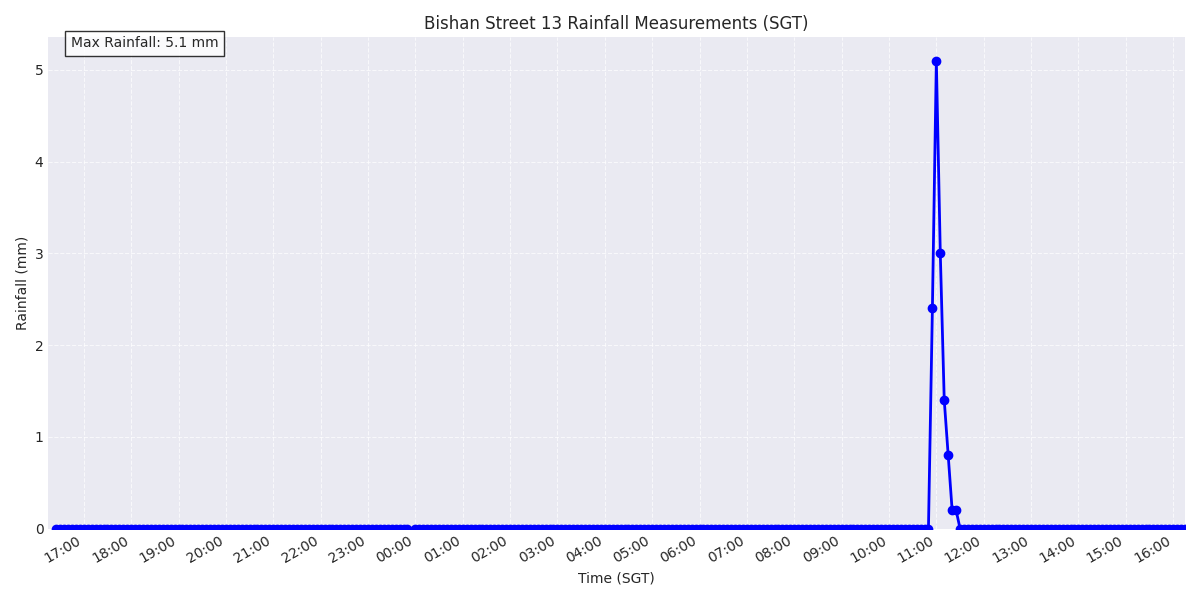 Bishan Street 13 Rainfall Measurements (SGT)
Max Rainfall: 5.1 mm
Rainfall (mm)
5
4
3
2
1
0
17:00 18:00 19:00 20:00 21:00 22:00 23:00 00:00 01:00 02:00 03:00 04:00 05:00 06:00 07:00 08:00 09:00 10:00 11:00 12:00 13:00 14:00 15:00 16:00
Time (SGT)